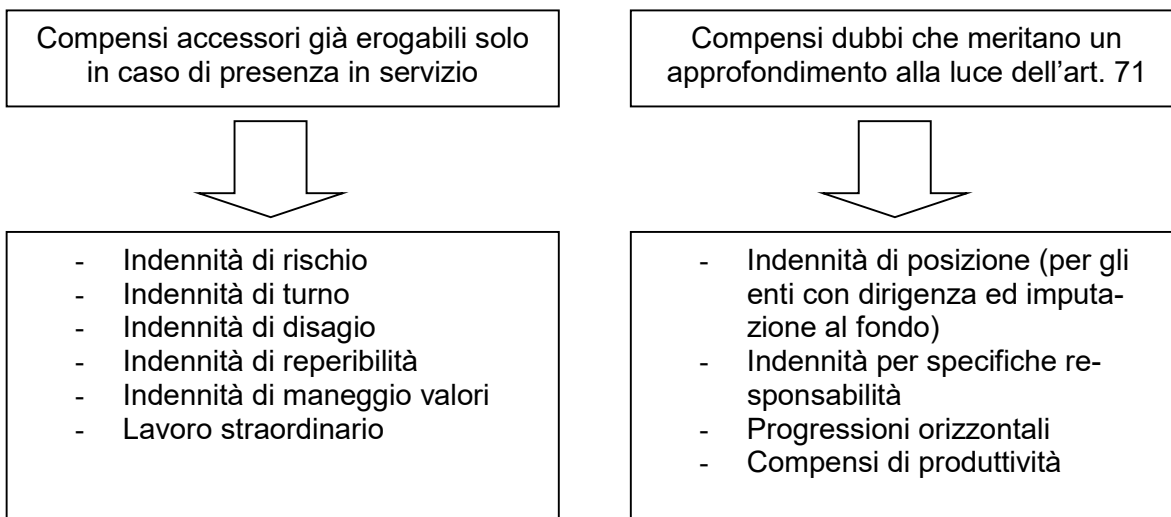 Compensi accessori già erogabili solo
in caso di presenza in servizio
Compensi dubbi che meritano un
approfondimento alla luce dell’art. 71
- Indennità di rischio
- Indennità di turno
- Indennità di disagio
- Indennità di reperibilità
- Indennità di maneggio valori
- Lavoro straordinario
- Indennità di posizione (per gli
enti con dirigenza ed imputa-
zione al fondo)
- Indennità per specifiche re-
sponsabilità
- Progressioni orizzontali
- Compensi di produttività